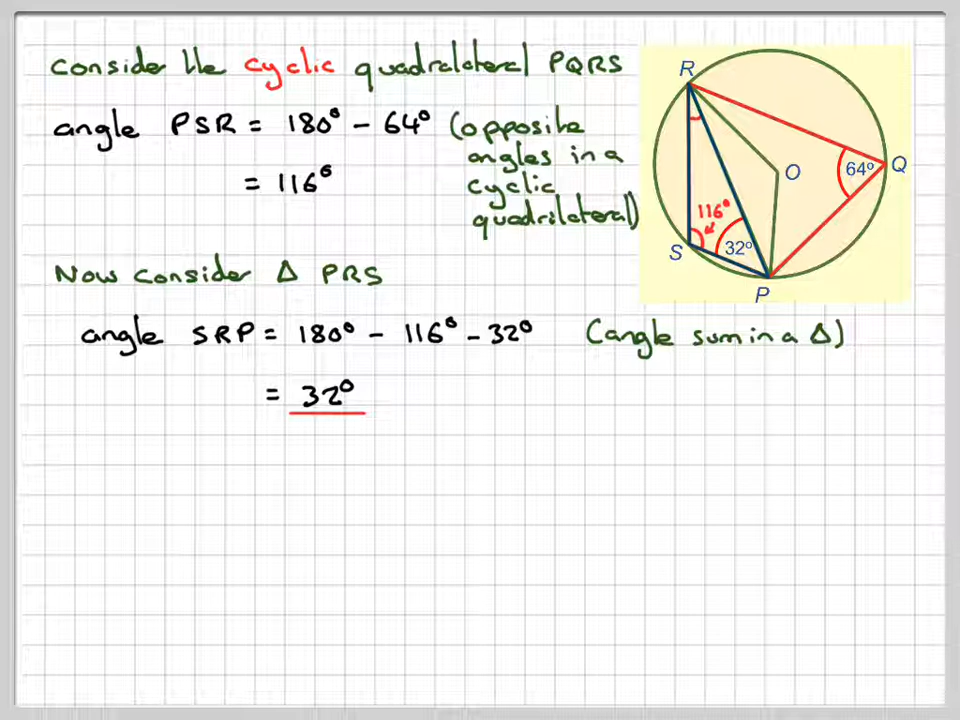 Consider the cyclic quadrilateral PQRS
angle PSR = 180° - 64° (opposite
angles in a
= 116°
cyclic
quadrilateral)
Now consider Δ PRS
angle SRP = 180° - 116° - 32° (angle sum in a Δ)
= 32°
R
O
64°
Q
116°
32°
S
P